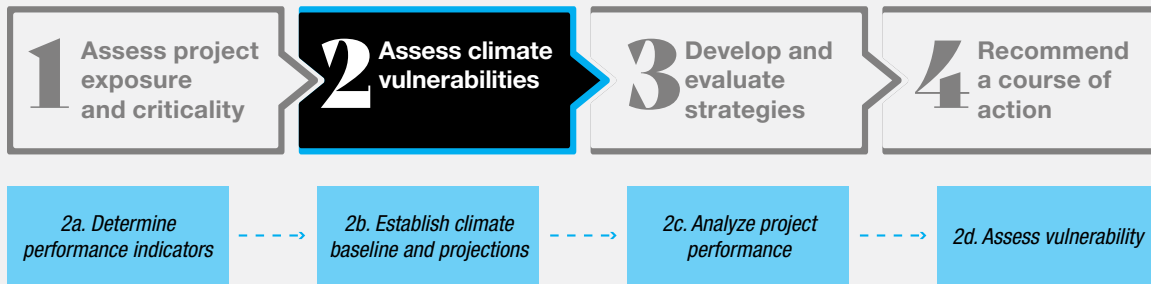 1 Assess project
exposure
and criticality
2 Assess climate
vulnerabilities
3 Develop and
evaluate
strategies
4 Recommend
a course of
action
2a. Determine
performance indicators
2b. Establish climate
baseline and projections
2c. Analyze project
performance
2d. Assess vulnerability